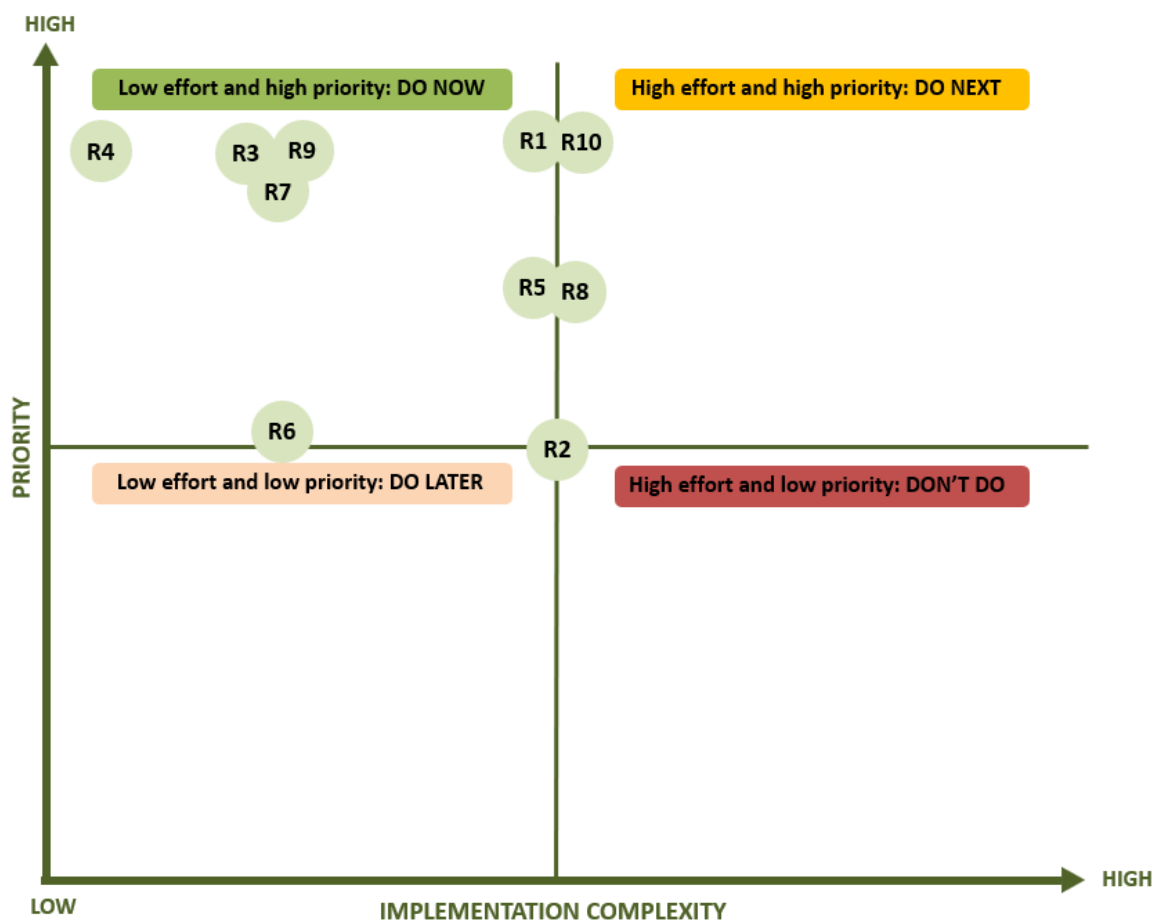 HIGH
Low effort and high priority: DO NOW
High effort and high priority: DO NEXT
R4
R3
R9
R7
R1
R10
R5
R8
R6
R2
PRIORITY
Low effort and low priority: DO LATER
High effort and low priority: DON’T DO
LOW
IMPLEMENTATION COMPLEXITY
HIGH